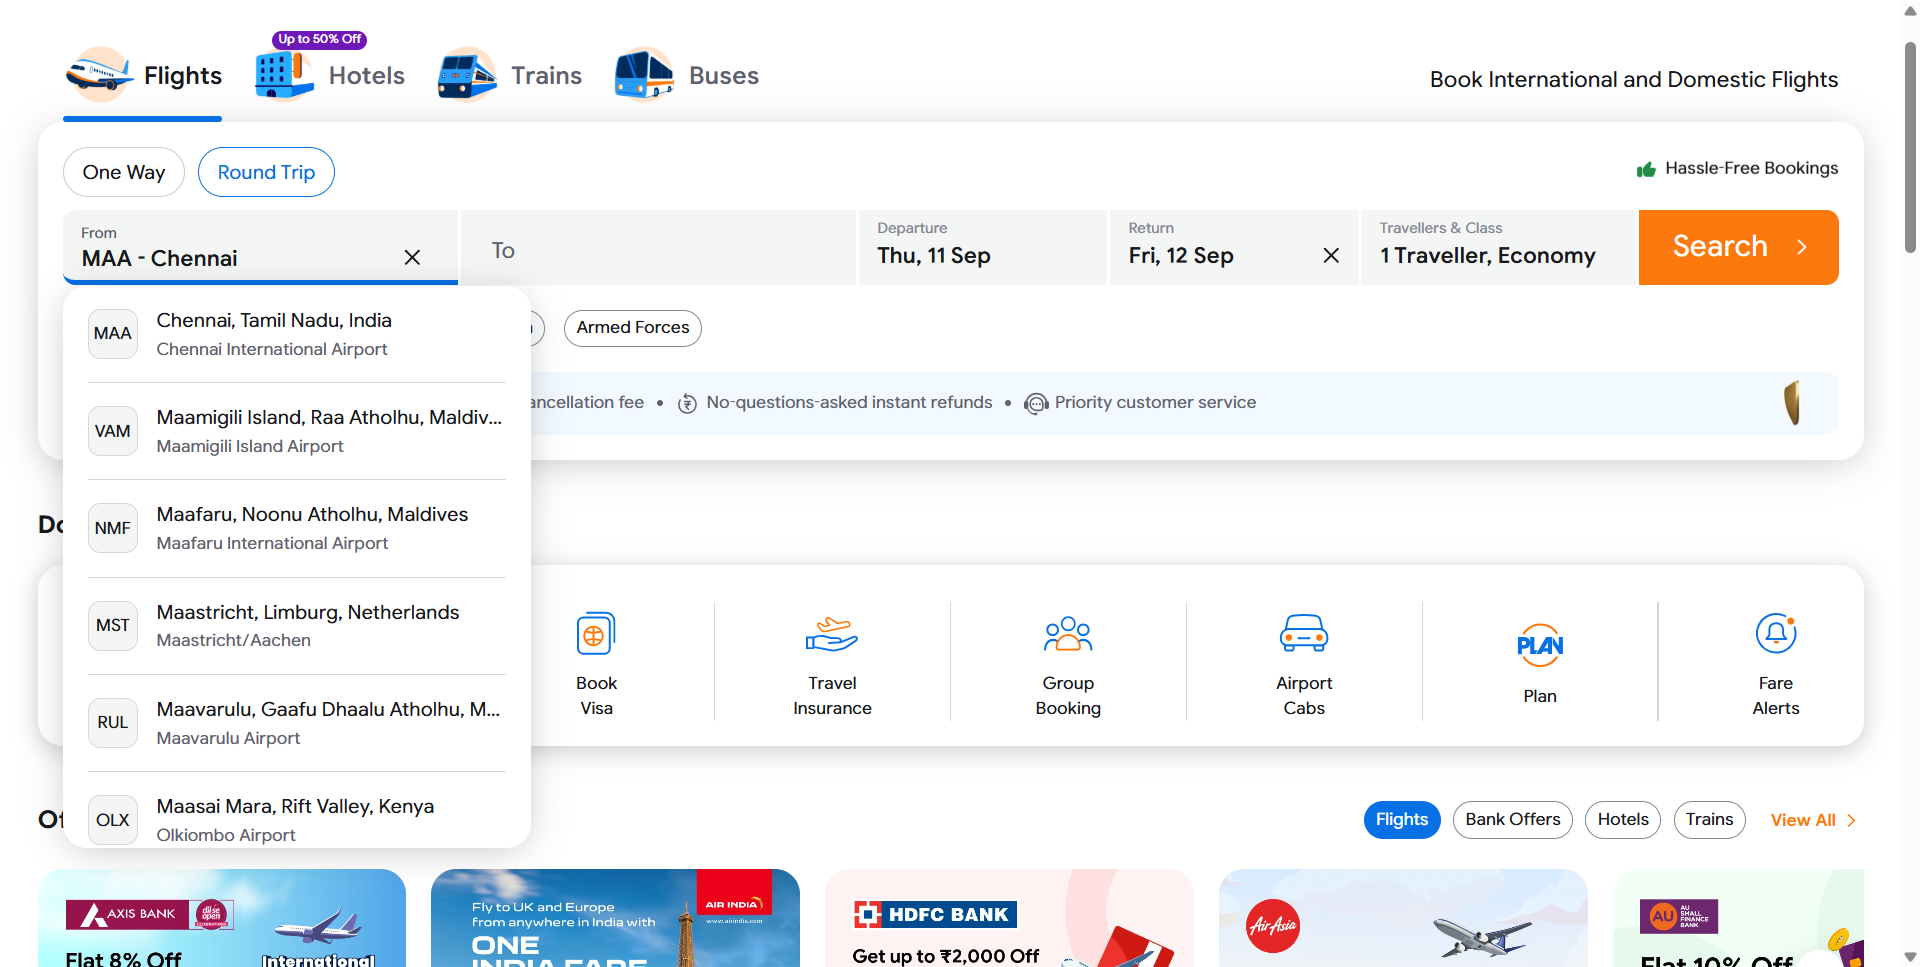 Up to 50% Off
Flights
Hotels
Trains
Buses
Book International and Domestic Flights
One Way
Round Trip
Hassle-Free Bookings
From
MAA - Chennai
To
Departure
Thu, 11 Sep
Return
Fri, 12 Sep
Travellers & Class
1 Traveller, Economy
Search
MAA
Chennai, Tamil Nadu, India
Chennai International Airport
Armed Forces
VAM
Maamigili Island, Raa Atholhu, Maldiv...
Maamigili Island Airport
ancellation fee • No-questions-asked instant refunds • Priority customer service
NMF
Maafaru, Noonu Atholhu, Maldives
Maafaru International Airport
MST
Maastricht, Limburg, Netherlands
Maastricht/Aachen
RUL
Maavarulu, Gaafu Dhaalu Atholhu, M...
Maavarulu Airport
OLX
Maasai Mara, Rift Valley, Kenya
Olkiombo Airport
Book
Visa
Travel
Insurance
Group
Booking
Airport
Cabs
PLAN
Plan
Fare
Alerts
Flights
Bank Offers
Hotels
Trains
View All
AXIS BANK
dil se
open
Flat 8% Off
International
Fly to UK and Europe
from anywhere in India with
ONE
INDIA FARE
AIR INDIA
www.airindia.com
HDFC BANK
Get up to ₹2,000 Off
AirAsia
AU
AU
SMALL
FINANCE
BANK
Flat 10% Off